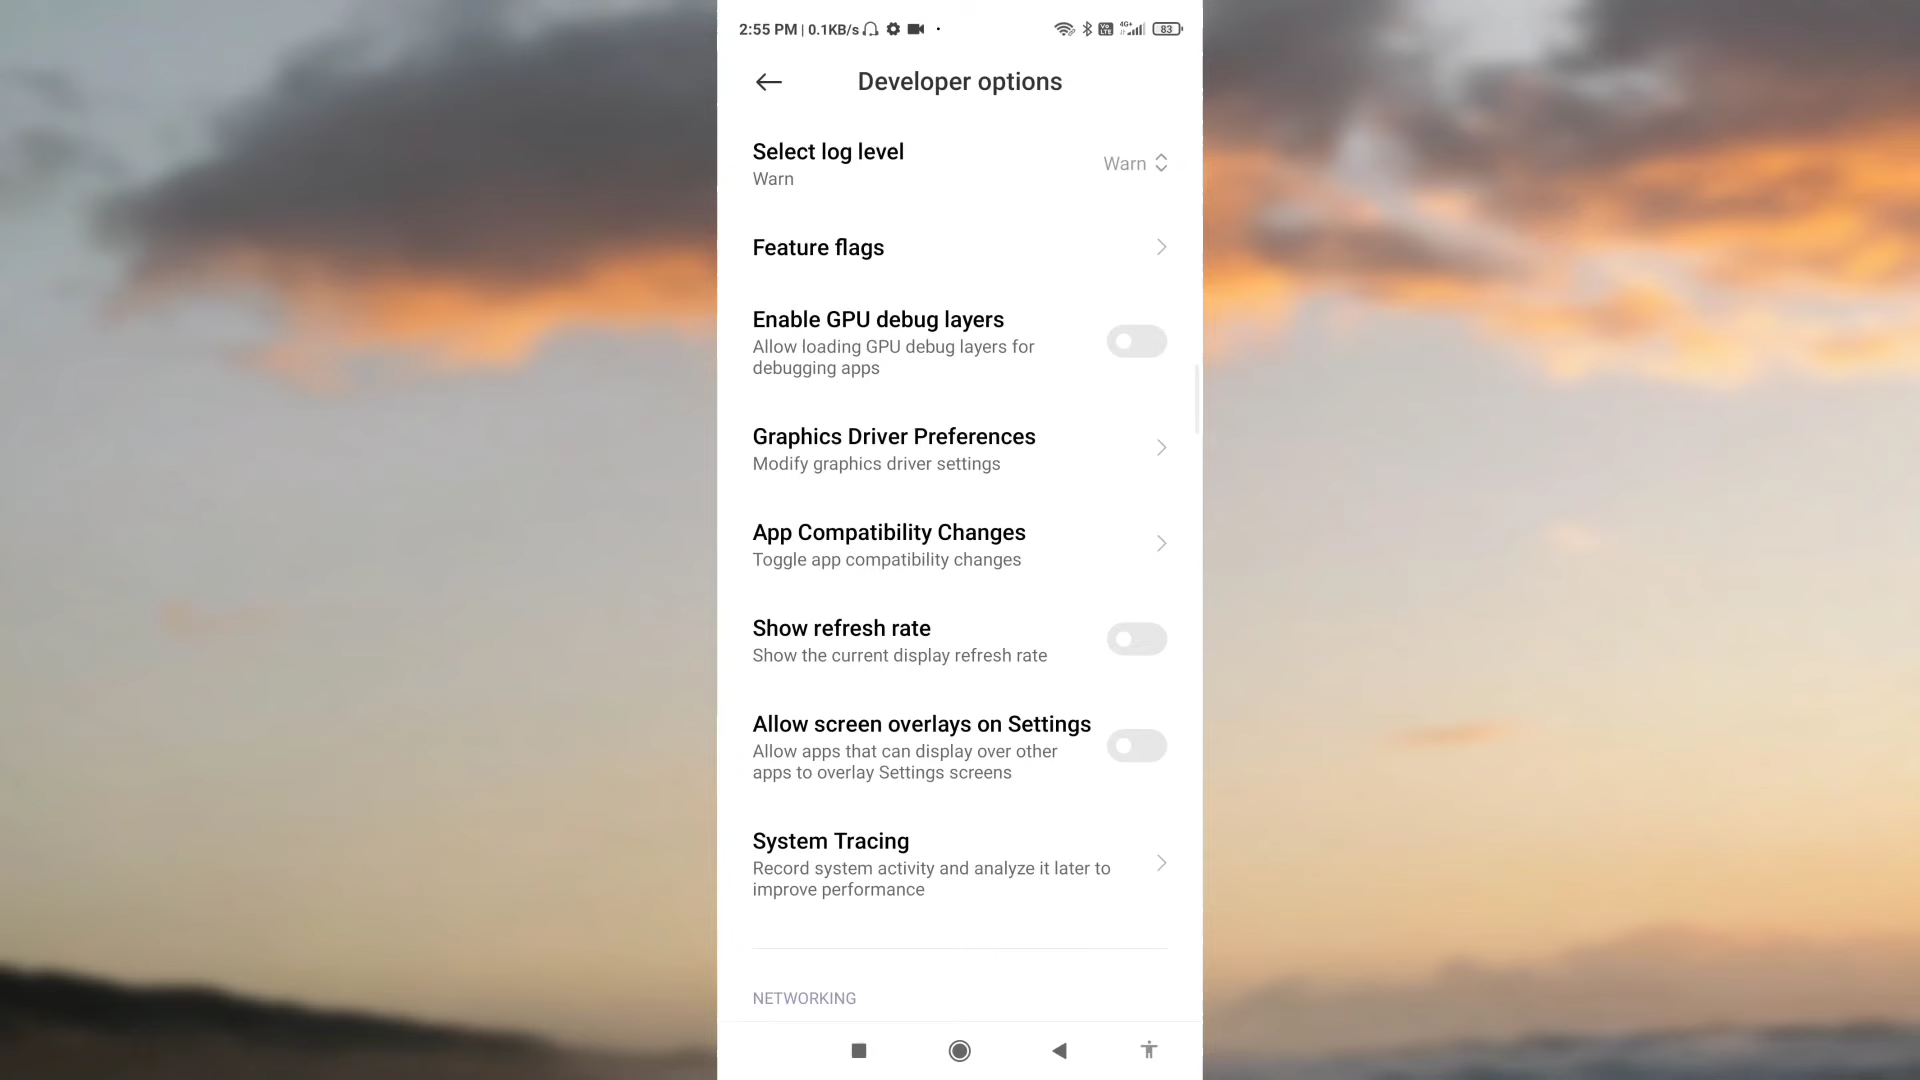 2:55 PM | 0.1KB/s
Vo LTE 4G+ 83
Developer options
Select log level
Warn
Warn
Feature flags
Enable GPU debug layers
Allow loading GPU debug layers for
debugging apps
Graphics Driver Preferences
Modify graphics driver settings
App Compatibility Changes
Toggle app compatibility changes
Show refresh rate
Show the current display refresh rate
Allow screen overlays on Settings
Allow apps that can display over other
apps to overlay Settings screens
System Tracing
Record system activity and analyze it later to
improve performance
NETWORKING